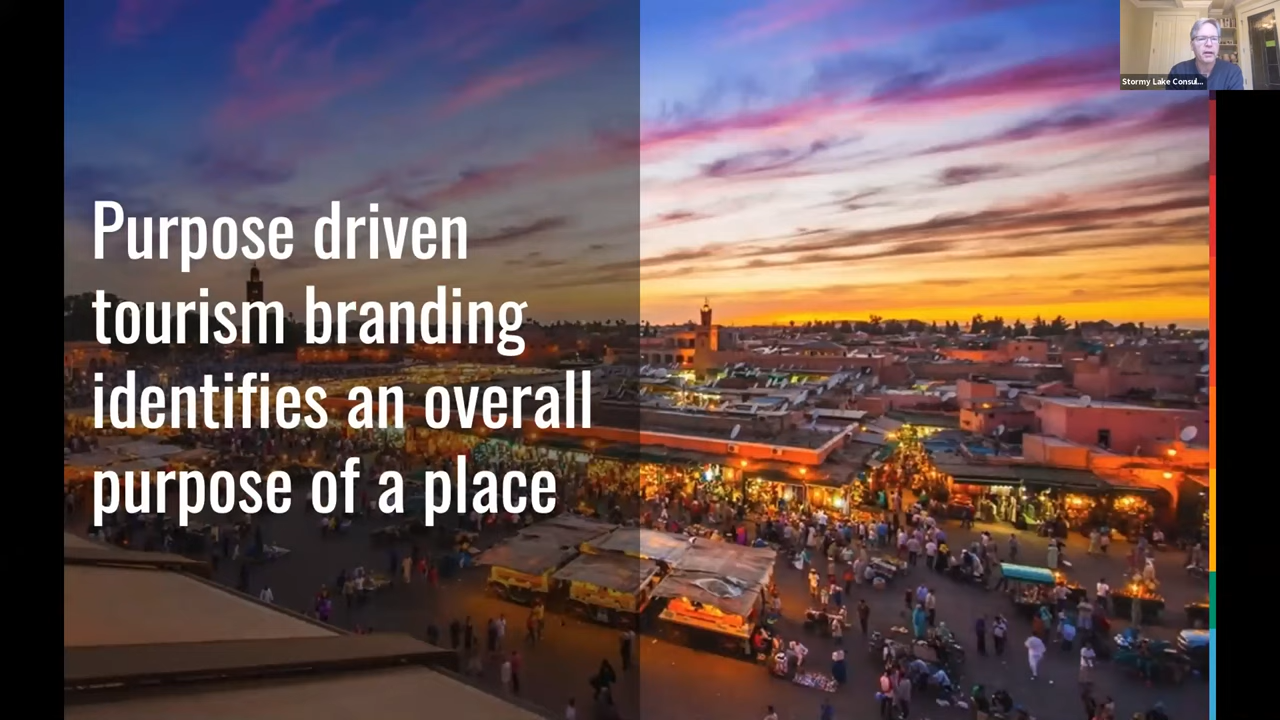 Purpose driven
tourism branding
identifies an overall
purpose of a place
Stormy Lake Consul...